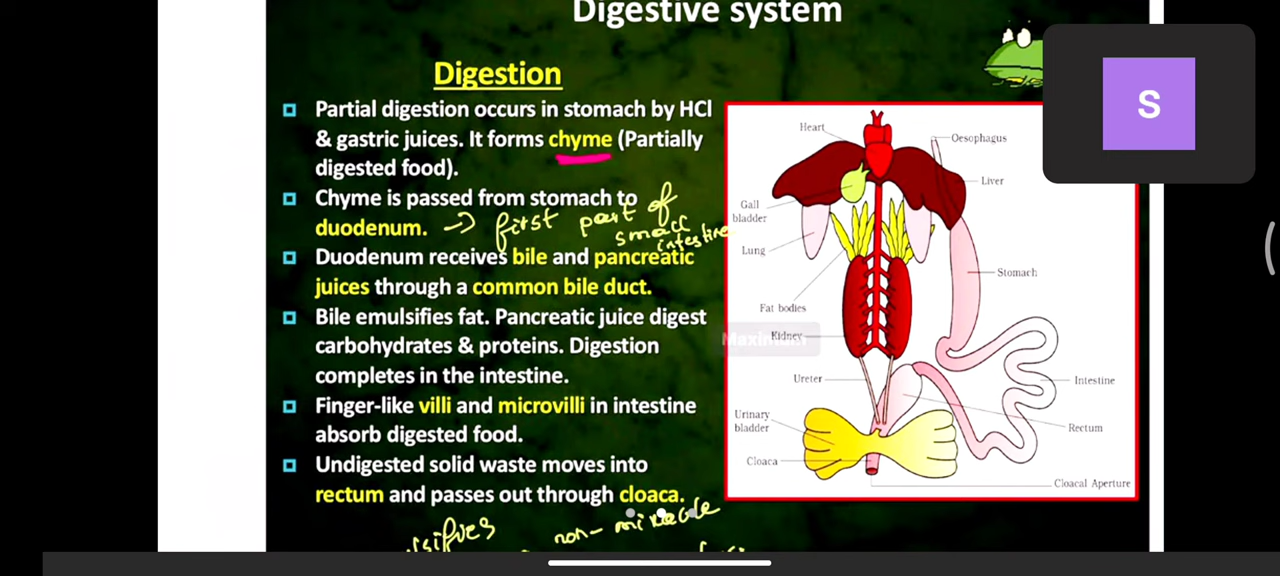 Digestive system
Digestion
Partial digestion occurs in stomach by HCl
& gastric juices. It forms chyme (Partially
digested food).
Chyme is passed from stomach to
duodenum. → first part of
small
intestine
Duodenum receives bile and pancreatic
juices through a common bile duct.
Bile emulsifies fat. Pancreatic juice digest
carbohydrates & proteins. Digestion
completes in the intestine.
Finger-like villi and microvilli in intestine
absorb digested food.
Undigested solid waste moves into
rectum and passes out through cloaca.
non-
S
Heart
Oesophagus
Liver
Gall
bladder
Lung
Stomach
Fat bodies
Kidney
Ureter
Intestine
Urinary
bladder
Rectum
Cloaca
Cloacal Aperture